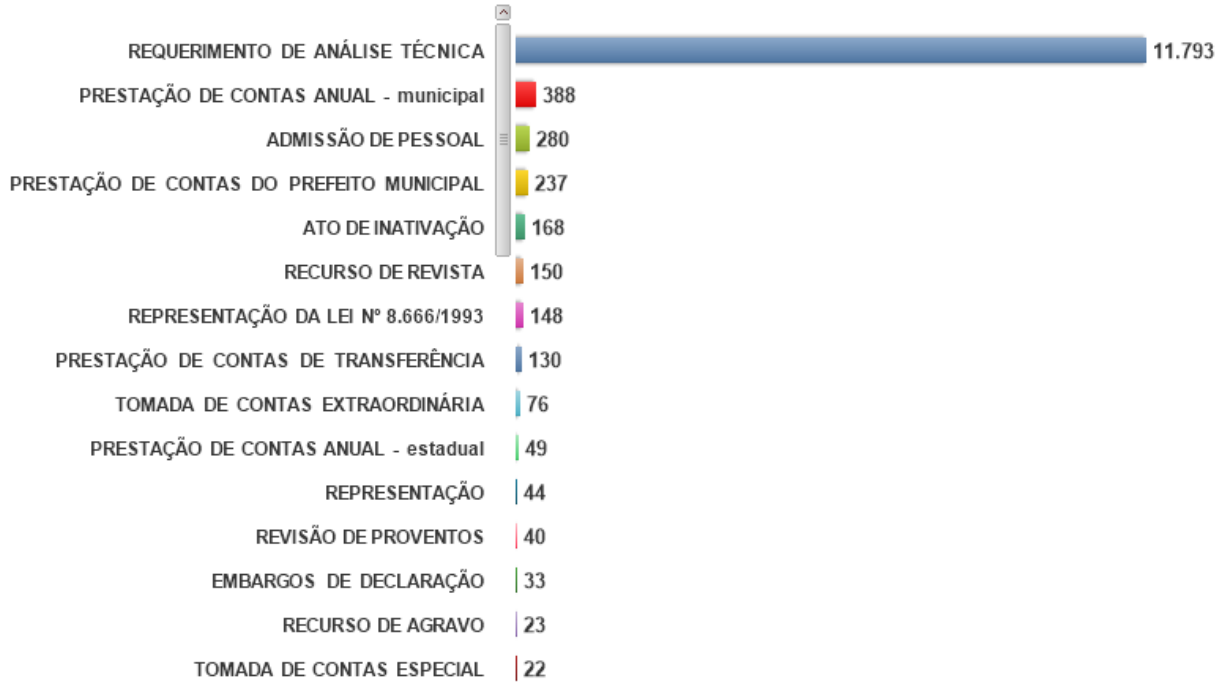 REQUERIMENTO DE ANÁLISE TÉCNICA 11.793
PRESTAÇÃO DE CONTAS ANUAL - municipal 388
ADMISSÃO DE PESSOAL 280
PRESTAÇÃO DE CONTAS DO PREFEITO MUNICIPAL 237
ATO DE INATIVAÇÃO 168
RECURSO DE REVISTA 150
REPRESENTAÇÃO DA LEI Nº 8.666/1993 148
PRESTAÇÃO DE CONTAS DE TRANSFERÊNCIA 130
TOMADA DE CONTAS EXTRAORDINÁRIA 76
PRESTAÇÃO DE CONTAS ANUAL - estadual 49
REPRESENTAÇÃO 44
REVISÃO DE PROVENTOS 40
EMBARGOS DE DECLARAÇÃO 33
RECURSO DE AGRAVO 23
TOMADA DE CONTAS ESPECIAL 22